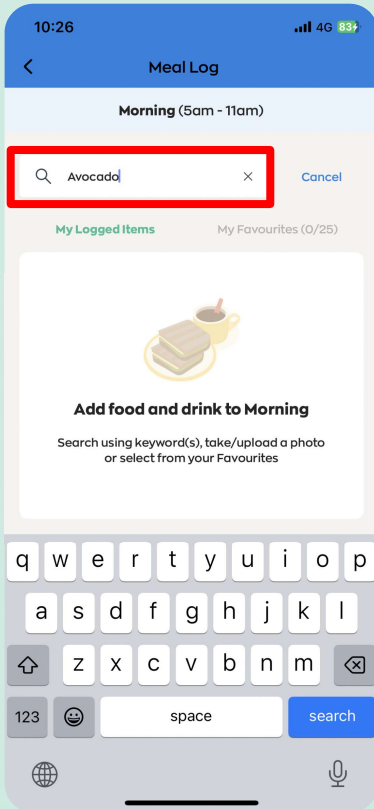 10:26 4G 83
Meal Log
Morning (5am - 11am)
Avocado Cancel
My Logged Items My Favourites (0/25)
Add food and drink to Morning
Search using keyword(s), take/upload a photo
or select from your Favourites
q w e r t y u i o p
a s d f g h j k l
z x c v b n m
123 space search